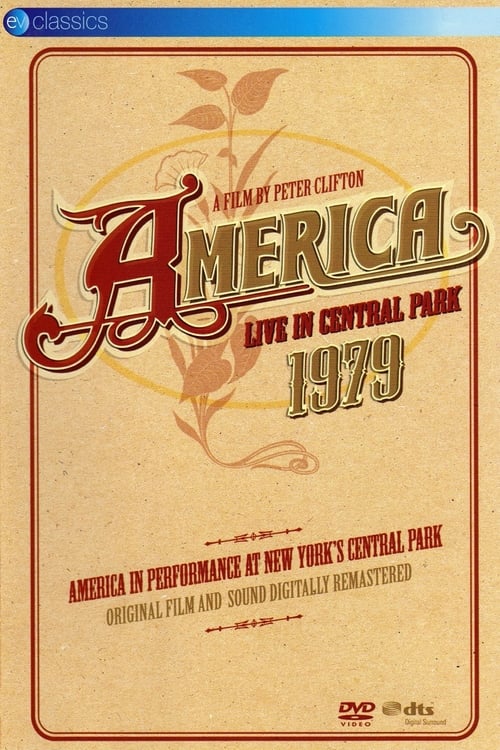 ev classics
A FILM BY PETER CLIFTON
AMERICA
LIVE IN CENTRAL PARK
1979
AMERICA IN PERFORMANCE AT NEW YORK'S CENTRAL PARK
ORIGINAL FILM AND SOUND DIGITALLY REMASTERED
DVD
VIDEO
dts
Digital Surround